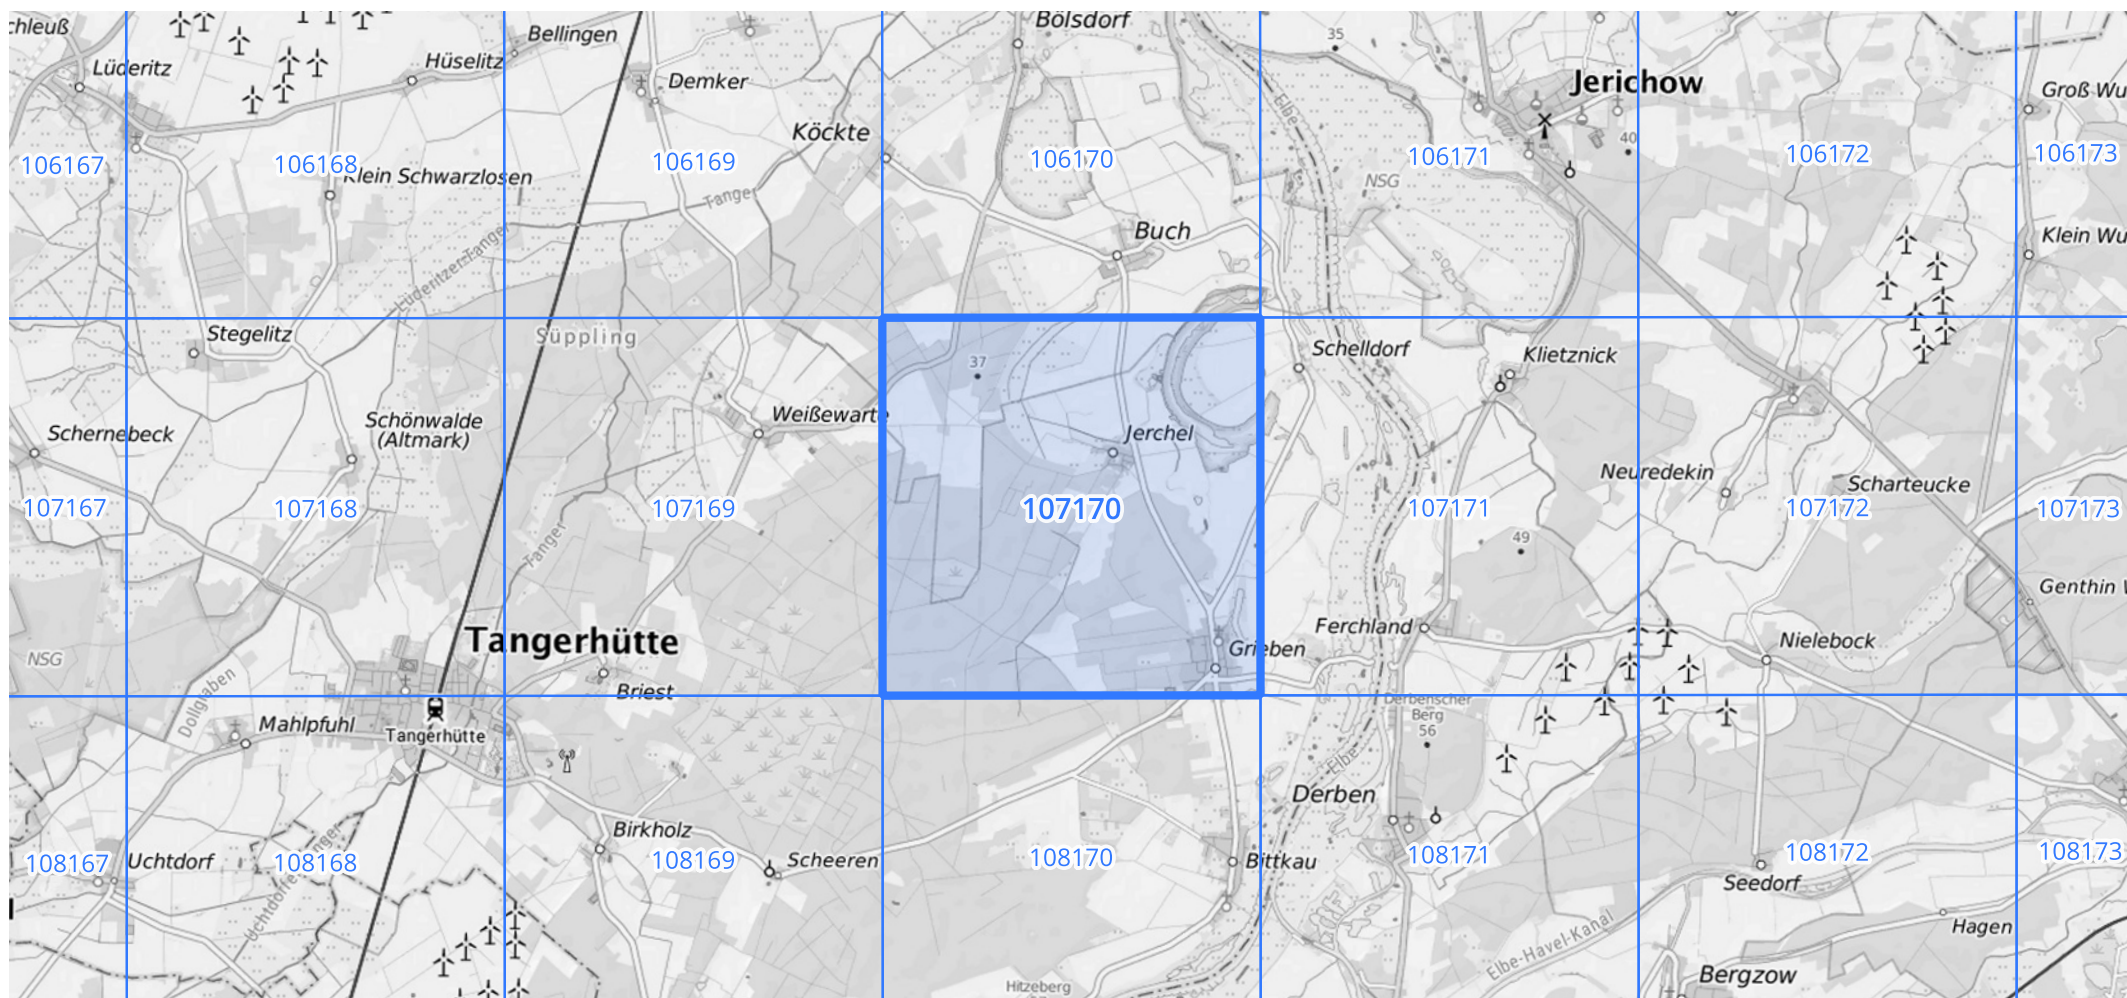 chleuß
Bellingen
Bölsdorf
35
Lüderitz
Hüselitz
Demker
Jerichow
Groß Wu
Köckte
40
106167
106168
106169
106170
106171
106172
106173
Klein Schwarzlosen
Tanger
Elbe
NSG
Buch
Klein Wu
Lüderitzer-Tanger
Stegelitz
Süppling
37
Schelldorf
Klietznick
Schönwalde
(Altmark)
Weißewarte
Schernebeck
Jerchel
Neuredekin
Scharteucke
107167
107168
107169
107170
107171
107172
107173
Tanger
49
Genthin W
Tangerhütte
Ferchland
Nielebock
NSG
Grieben
Briest
Dollgraben
Mahlpfuhl
Tangerhütte
Derbenscher
Berg
56
Elbe
Derben
Birkholz
Uchtdorf
Scheeren
Bittkau
108167
108168
108169
108170
108171
108172
108173
Seedorf
Uchtdorfer Tanger
Hagen
Elbe-Havel-Kanal
Hitzeberg
Bergzow